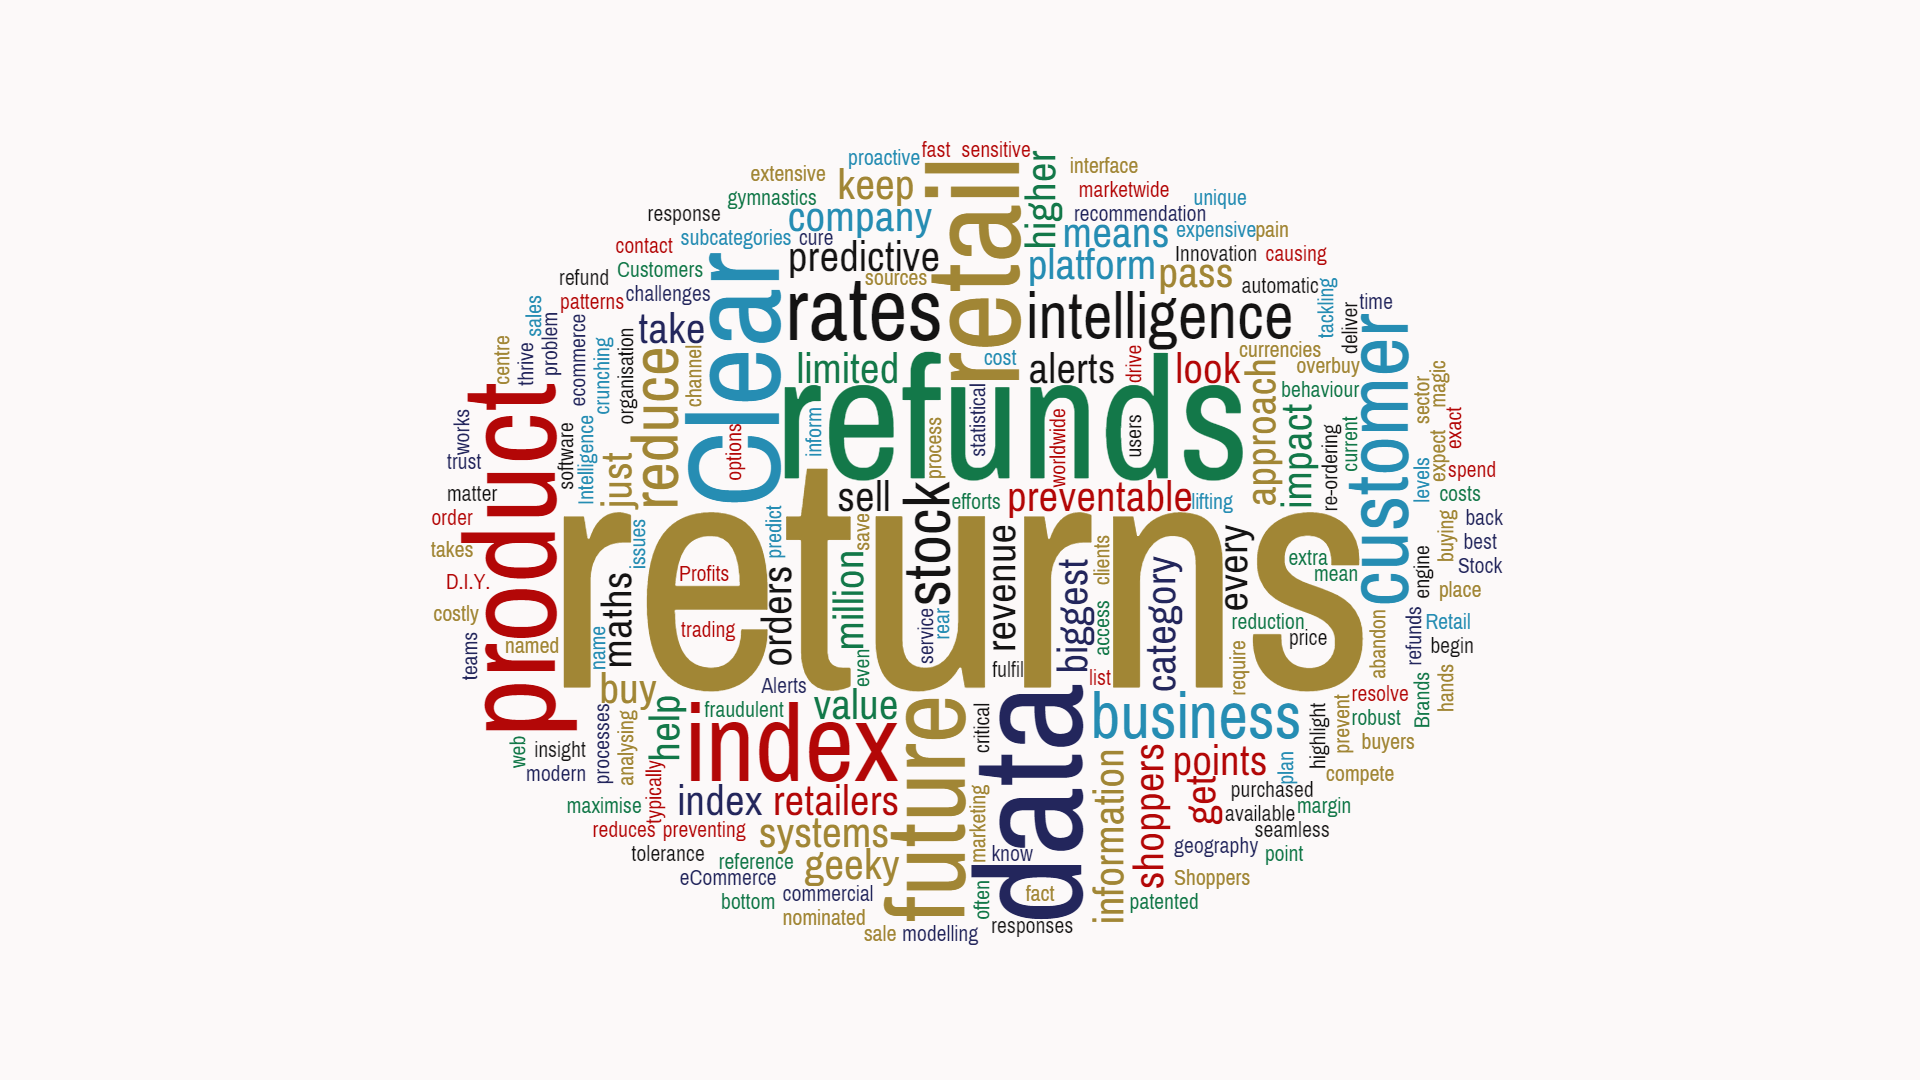 fast
sensitive
proactive
higher
interface
extensive
keep
retail
marketwide
gymnastics
unique
response
company
recommendation
contact
subcategories
cure
means
expensive
pain
predictive
platform
Innovation
causing
refund
Customers
sources
pass
automatic
patterns
challenges
clear
rates
intelligence
tackling
time
sales
take
deliver
centre
thrive
problem
ecommerce
crunching
organisation
reduce
channel
limited
cost
alerts
drive
look
currencies
overbuy
behaviour
customer
product
refunds
approach
impact
sector
magic
works
trust
software
Intelligence
just
options
inform
process
statistical
worldwide
users
re-ordering
current
levels
expect
exact
spend
matter
sell
stock
efforts
preventable
lifting
costs
order
returns
back
takes
issues
predict
save
best
buying
D.I.Y.
maths
Profits
orders
million
revenue
clients
biggest
category
every
extra
mean
engine
Stock
place
costly
trading
service
rear
access
reduction
price
abandon
refunds
Retail
teams
named
name
even
fulfil
list
require
begin
buy
Alerts
hands
help
fraudulent
value
index
future
critical
data
business
highlight
prevent
resolve
robust
Brands
buyers
web
insight
modern
processes
analysing
typically
information
shoppers
points
plan
compete
maximise
index
retailers
marketing
get
purchased
available
margin
reduces
preventing
systems
seamless
tolerance
reference
geeky
know
geography
point
eCommerce
commercial
often
fact
Shoppers
bottom
nominated
patented
sale
modelling
responses